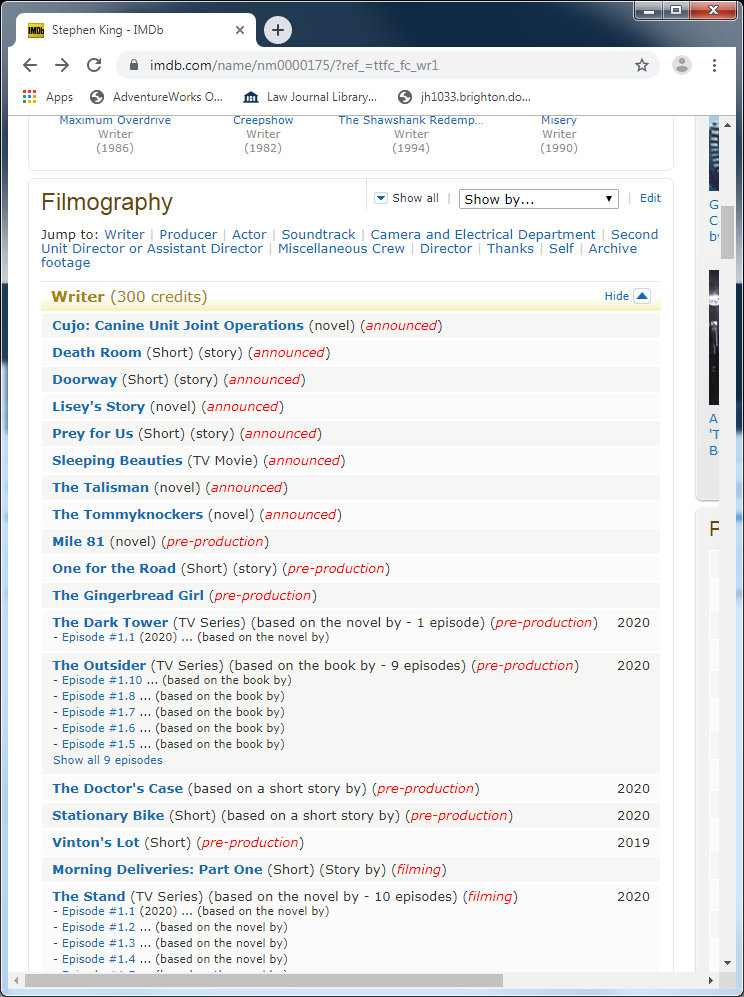 IMDb Stephen King - IMDb
imdb.com/name/nm0000175/?ref_=ttfc_fc_wr1
Apps AdventureWorks O... Law Journal Library... jh1033.brighton.do...
Maximum Overdrive Creepshow The Shawshank Redemp... Misery
Writer Writer Writer Writer
(1986) (1982) (1994) (1990)
Filmography Show all | Show by... | Edit
Jump to: Writer | Producer | Actor | Soundtrack | Camera and Electrical Department | Second
Unit Director or Assistant Director | Miscellaneous Crew | Director | Thanks | Self | Archive
footage
Writer (300 credits) Hide
Cujo: Canine Unit Joint Operations (novel) (announced)
Death Room (Short) (story) (announced)
Doorway (Short) (story) (announced)
Lisey's Story (novel) (announced)
Prey for Us (Short) (story) (announced)
Sleeping Beauties (TV Movie) (announced)
The Talisman (novel) (announced)
The Tommyknockers (novel) (announced)
Mile 81 (novel) (pre-production)
One for the Road (Short) (story) (pre-production)
The Gingerbread Girl (pre-production)
The Dark Tower (TV Series) (based on the novel by - 1 episode) (pre-production) 2020
- Episode #1.1 (2020) ... (based on the novel by)
The Outsider (TV Series) (based on the book by - 9 episodes) (pre-production) 2020
- Episode #1.10 ... (based on the book by)
- Episode #1.8 ... (based on the book by)
- Episode #1.7 ... (based on the book by)
- Episode #1.6 ... (based on the book by)
- Episode #1.5 ... (based on the book by)
Show all 9 episodes
The Doctor's Case (based on a short story by) (pre-production) 2020
Stationary Bike (Short) (based on a short story by) (pre-production) 2020
Vinton's Lot (Short) (pre-production) 2019
Morning Deliveries: Part One (Short) (Story by) (filming)
The Stand (TV Series) (based on the novel by - 10 episodes) (filming) 2020
- Episode #1.1 (2020) ... (based on the novel by)
- Episode #1.2 ... (based on the novel by)
- Episode #1.3 ... (based on the novel by)
- Episode #1.4 ... (based on the novel by)